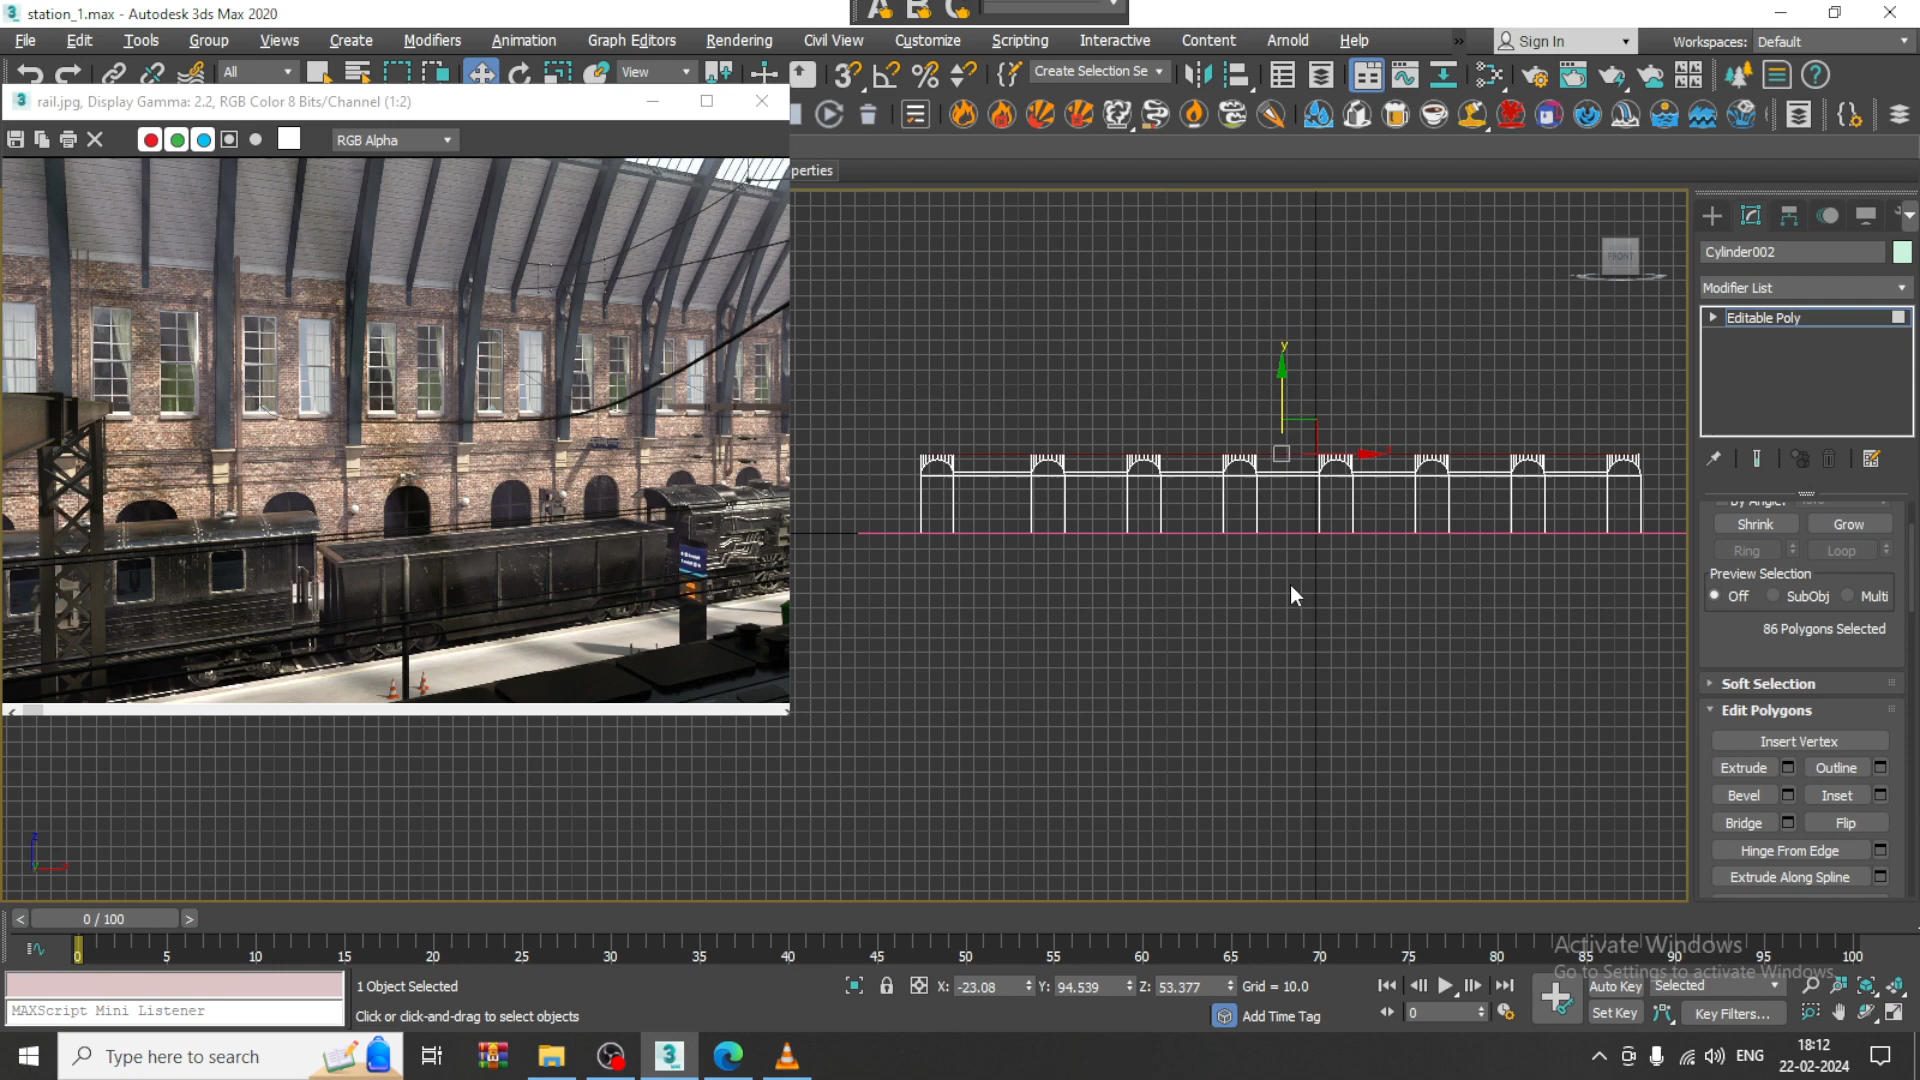 station_1.max - Autodesk 3ds Max 2020
File Edit Tools Group Views Create Modifiers Animation Graph Editors Rendering Civil View Customize Scripting Interactive Content Arnold Help
Sign In
Workspaces: Default
All
View
Create Selection Se
rail.jpg, Display Gamma: 2.2, RGB Color 8 Bits/Channel (1:2)
RGB Alpha
perties
FRONT
y
Cylinder002
Modifier List
Editable Poly
By Angle:
Shrink Grow
Ring Loop
Preview Selection
Off SubObj Multi
86 Polygons Selected
Soft Selection
Edit Polygons
Insert Vertex
Extrude Outline
Bevel Inset
Bridge Flip
Hinge From Edge
Extrude Along Spline
z
0 / 100
0 5 10 15 20 25 30 35 40 45 50 55 60 65 70 75 80 85 90 95 100
Activate Windows
Go to Settings to activate Windows.
1 Object Selected
X: -23.08 Y: 94.539 Z: 53.377 Grid = 10.0
Auto Key Selected
MAXScript Mini Listener
Click or click-and-drag to select objects
Add Time Tag
0
Set Key Key Filters...
Type here to search
ENG
18:12
22-02-2024